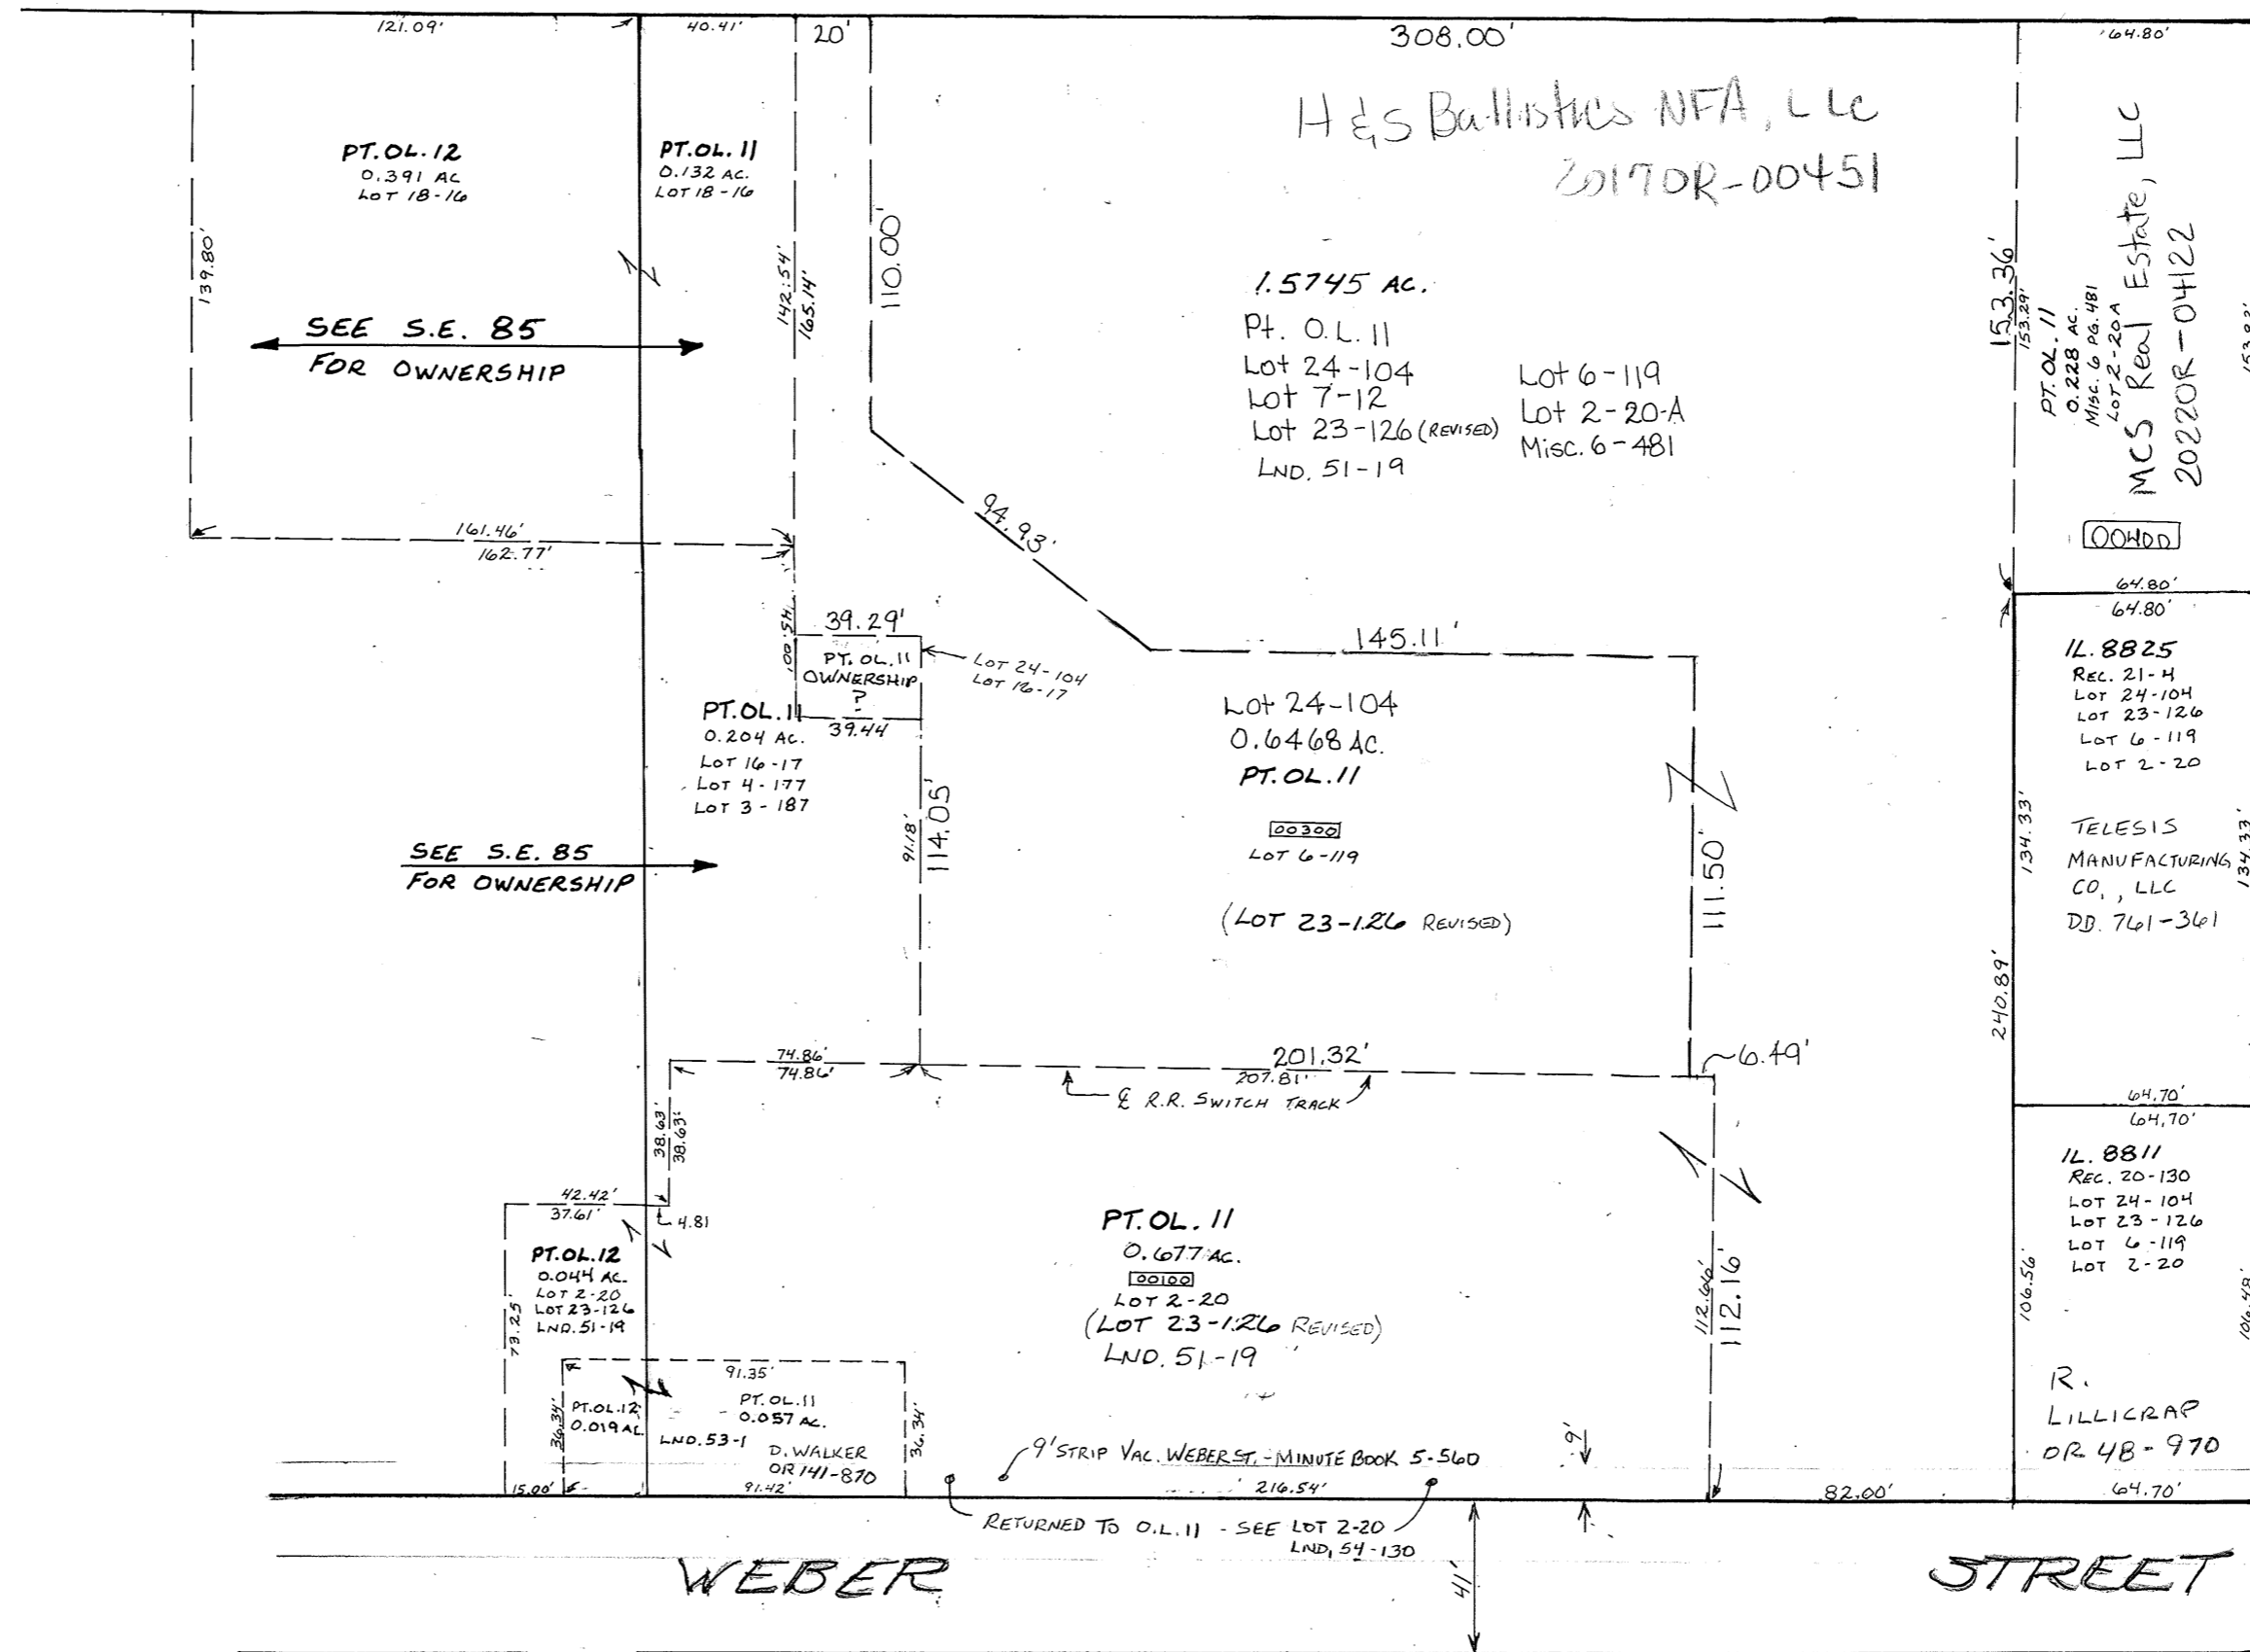 121.09'
40.41'
20'
308.00'
64.80'
H & S Ballistics NFA, LLC
2017OR-00451
PT. OL. 12
0.391 AC
LOT 18-16
PT. OL. 11
0.132 AC.
LOT 18-16
139.80'
142.54'
165.14'
110.00'
SEE S.E. 85
FOR OWNERSHIP
1.5745 AC.
Pt. O.L. 11
Lot 24-104
Lot 7-12
Lot 23-126 (REVISED)
LND. 51-19
Lot 6-119
Lot 2-20-A
Misc. 6-481
153.36'
153.29'
PT. OL. 11
0.228 AC.
MISC. 6 PG. 481
LOT 2-20A
MCS Real Estate, LLC
2022OR-04122
00400
161.46'
162.77'
94.93'
64.80'
64.80'
45.00'
39.29'
PT. OL. 11
OWNERSHIP
?
39.44
LOT 24-104
LOT 16-17
145.11'
PT. OL. 11
0.204 AC.
LOT 16-17
LOT 4-177
LOT 3-187
Lot 24-104
0.6468 AC.
PT. OL. 11
00300
LOT 6-119
(LOT 23-126 REVISED)
91.18'
114.05'
111.50'
IL. 8825
REC. 21-4
LOT 24-104
LOT 23-126
LOT 6-119
LOT 2-20
TELESIS
MANUFACTURING
CO., LLC
DB. 761-361
134.33'
134.33'
240.89'
SEE S.E. 85
FOR OWNERSHIP
74.86'
74.86'
201.32'
207.81'
6.49'
℄ R.R. SWITCH TRACK
38.63'
38.63'
64.70'
64.70'
42.42'
37.61'
4.81
PT. OL. 12
0.044 AC.
LOT 2-20
LOT 23-126
LND. 51-19
73.25'
PT. OL. 11
0.677 AC.
00100
LOT 2-20
(LOT 23-126 REVISED)
LND. 51-19
112.66'
112.16'
IL. 8811
REC. 20-130
LOT 24-104
LOT 23-126
LOT 6-119
LOT 2-20
106.56'
106.48'
R.
LILLICRAP
OR 48-970
91.35'
36.34'
PT. OL. 12
0.019 AC.
PT. OL. 11
0.057 AC.
LND. 53-1
D. WALKER
OR 141-870
36.34'
9' STRIP VAC. WEBER ST. - MINUTE BOOK 5-560
9'
15.00'
91.42'
216.54'
82.00'
64.70'
RETURNED TO O.L. 11 - SEE LOT 2-20
LND. 54-130
41'
WEBER STREET